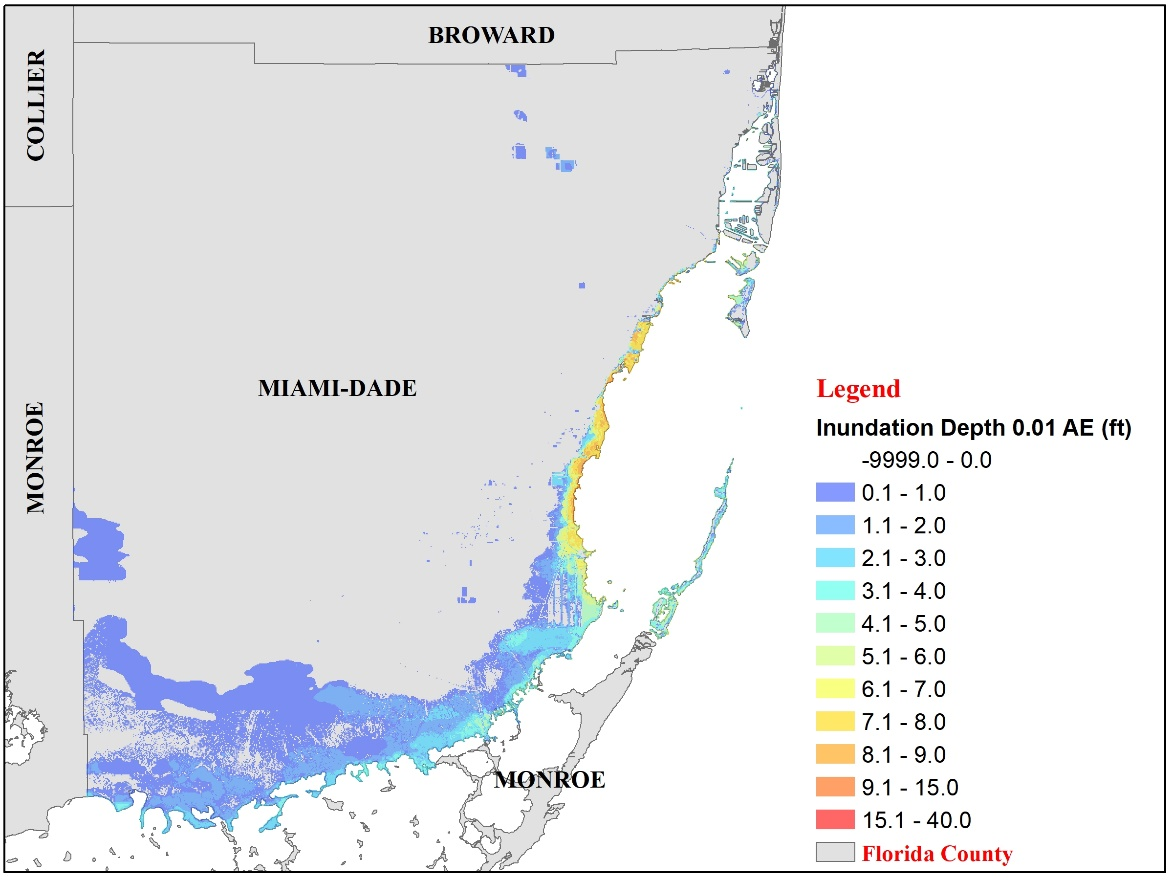 BROWARD
COLLIER
MIAMI-DADE
MONROE
MONROE
Legend
Inundation Depth 0.01 AE (ft)
-9999.0 - 0.0
0.1 - 1.0
1.1 - 2.0
2.1 - 3.0
3.1 - 4.0
4.1 - 5.0
5.1 - 6.0
6.1 - 7.0
7.1 - 8.0
8.1 - 9.0
9.1 - 15.0
15.1 - 40.0
Florida County